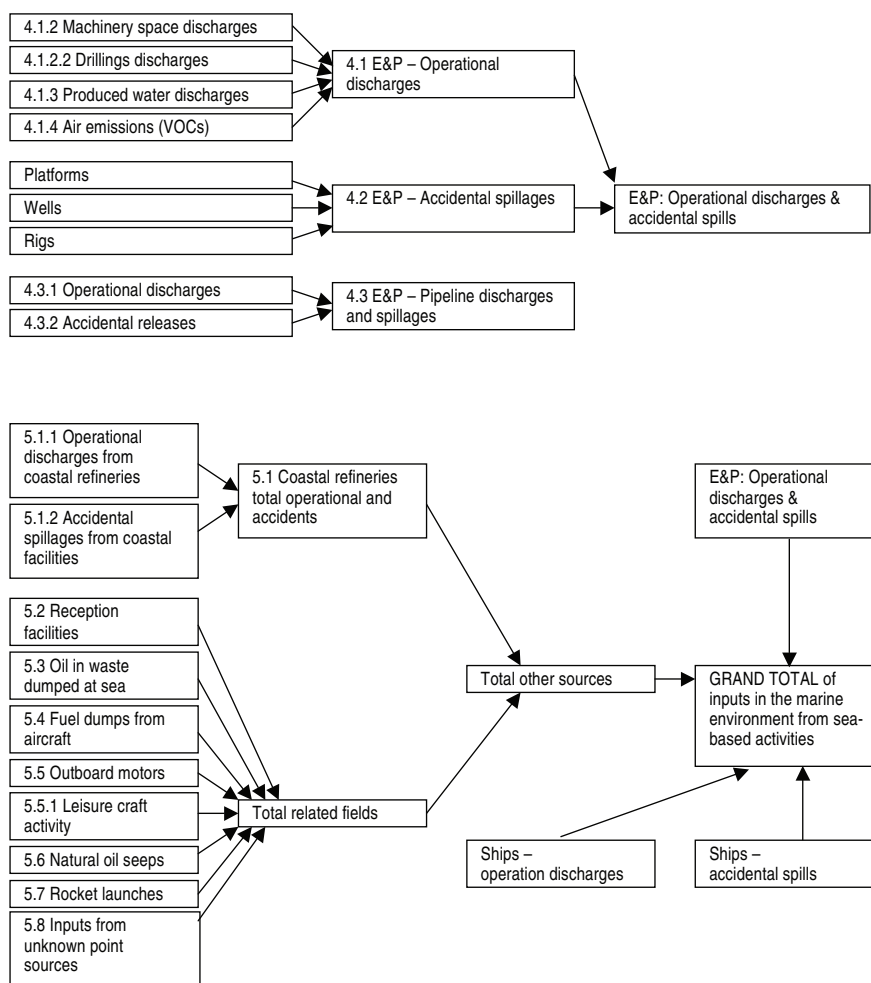 4.1.2 Machinery space discharges
4.1.2.2 Drillings discharges
4.1.3 Produced water discharges
4.1.4 Air emissions (VOCs)
4.1 E&P – Operational
discharges
Platforms
Wells
Rigs
4.2 E&P – Accidental spillages
E&P: Operational discharges &
accidental spills
4.3.1 Operational discharges
4.3.2 Accidental releases
4.3 E&P – Pipeline discharges
and spillages
5.1.1 Operational
discharges from
coastal refineries
5.1.2 Accidental
spillages from coastal
facilities
5.1 Coastal refineries
total operational and
accidents
E&P: Operational
discharges &
accidental spills
5.2 Reception
facilities
5.3 Oil in waste
dumped at sea
5.4 Fuel dumps from
aircraft
5.5 Outboard motors
5.5.1 Leisure craft
activity
5.6 Natural oil seeps
5.7 Rocket launches
5.8 Inputs from
unknown point
sources
Total related fields
Total other sources
GRAND TOTAL of
inputs in the marine
environment from sea-
based activities
Ships –
operation discharges
Ships –
accidental spills